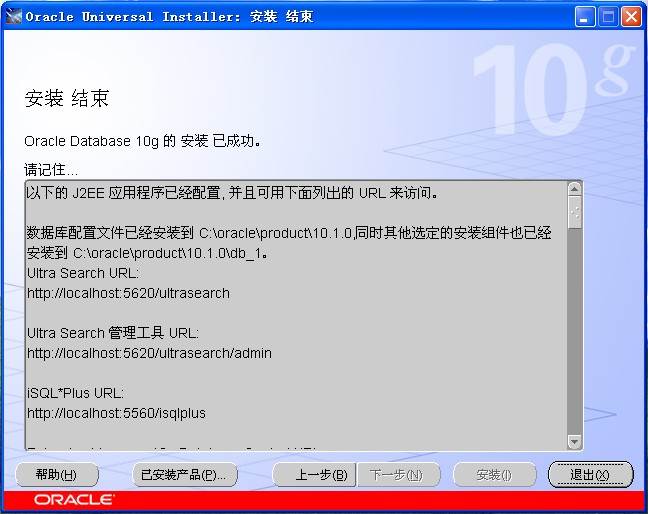 Oracle Universal Installer: 安装 结束
10g
安装 结束
Oracle Database 10g 的 安装 已成功。
请记住...
以下的 J2EE 应用程序已经配置, 并且可用下面列出的 URL 来访问。
数据库配置文件已经安装到 C:\oracle\product\10.1.0,同时其他选定的安装组件也已经
安装到 C:\oracle\product\10.1.0\db_1。
Ultra Search URL:
http://localhost:5620/ultrasearch
Ultra Search 管理工具 URL:
http://localhost:5620/ultrasearch/admin
iSQL*Plus URL:
http://localhost:5560/isqlplus
帮助(H) 已安装产品(P)... 上一步(B) 下一步(N) 安装(I) 退出(X)
ORACLE